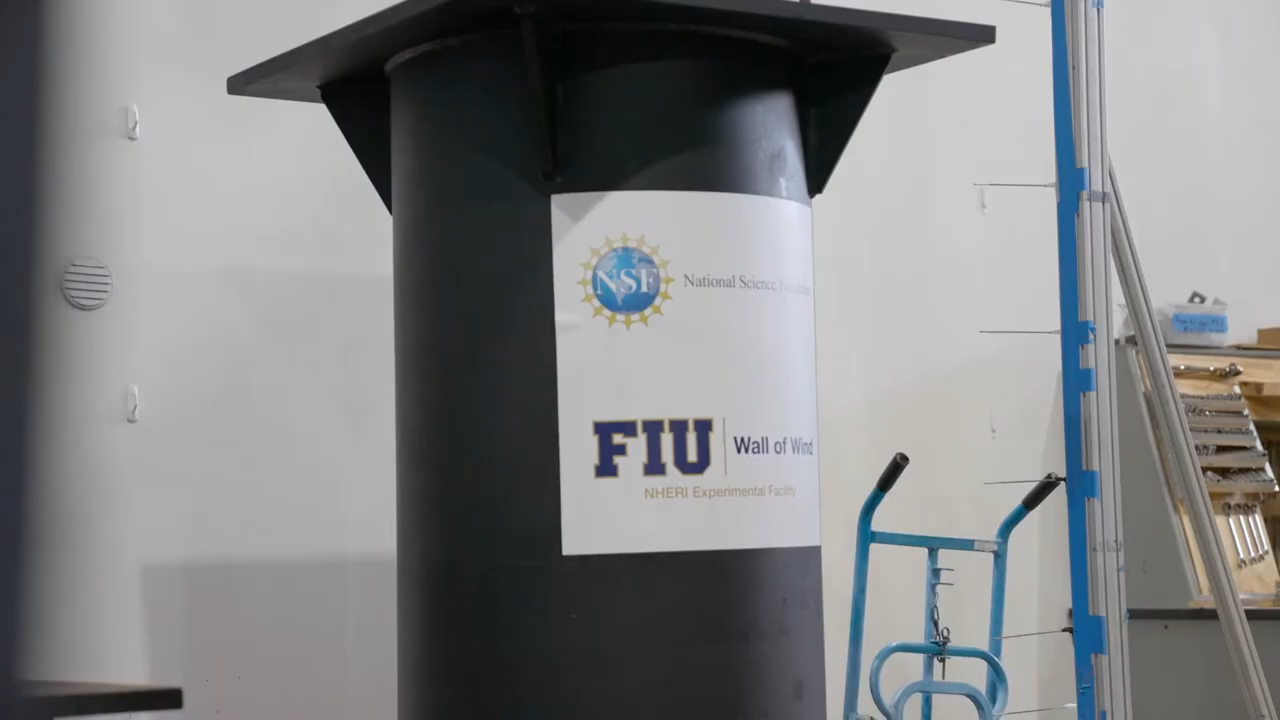 NSF National Science Foundation
FIU Wall of Wind
NHERI Experimental Facility